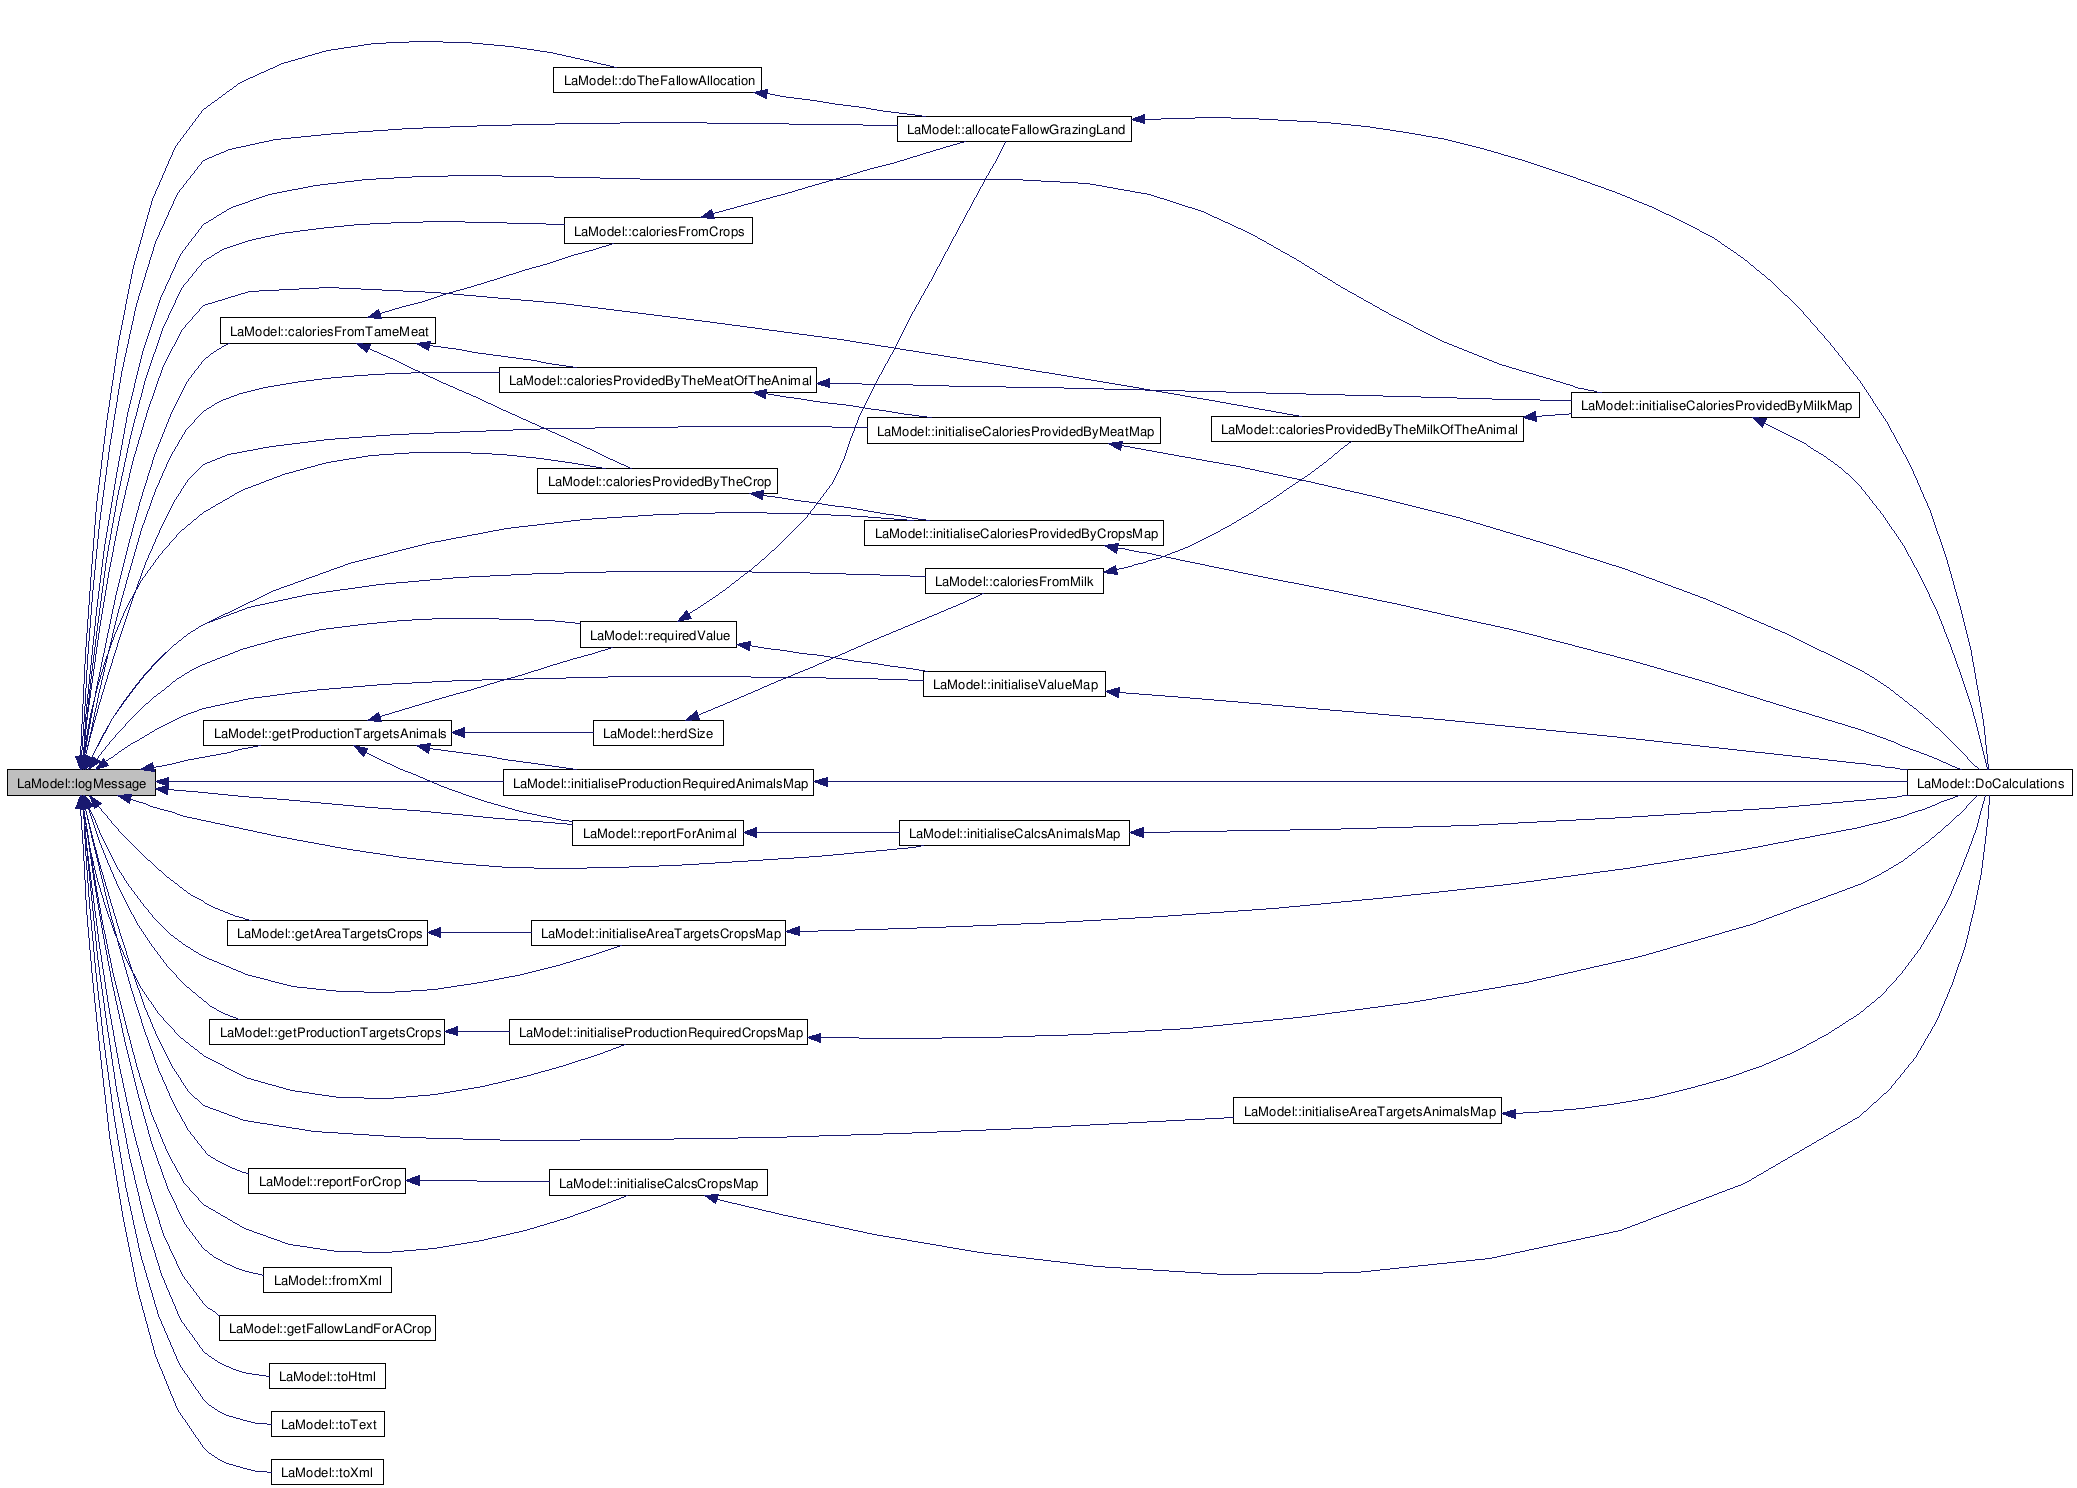 LaModel::doTheFallowAllocation
LaModel::allocateFallowGrazingLand
LaModel::caloriesFromCrops
LaModel::caloriesFromTameMeat
LaModel::caloriesProvidedByTheMeatOfTheAnimal
LaModel::initialiseCaloriesProvidedByMilkMap
LaModel::initialiseCaloriesProvidedByMeatMap
LaModel::caloriesProvidedByTheMilkOfTheAnimal
LaModel::caloriesProvidedByTheCrop
LaModel::initialiseCaloriesProvidedByCropsMap
LaModel::caloriesFromMilk
LaModel::requiredValue
LaModel::initialiseValueMap
LaModel::getProductionTargetsAnimals
LaModel::herdSize
LaModel::logMessage
LaModel::initialiseProductionRequiredAnimalsMap
LaModel::DoCalculations
LaModel::reportForAnimal
LaModel::initialiseCalcsAnimalsMap
LaModel::getAreaTargetsCrops
LaModel::initialiseAreaTargetsCropsMap
LaModel::getProductionTargetsCrops
LaModel::initialiseProductionRequiredCropsMap
LaModel::initialiseAreaTargetsAnimalsMap
LaModel::reportForCrop
LaModel::initialiseCalcsCropsMap
LaModel::fromXml
LaModel::getFallowLandForACrop
LaModel::toHtml
LaModel::toText
LaModel::toXml